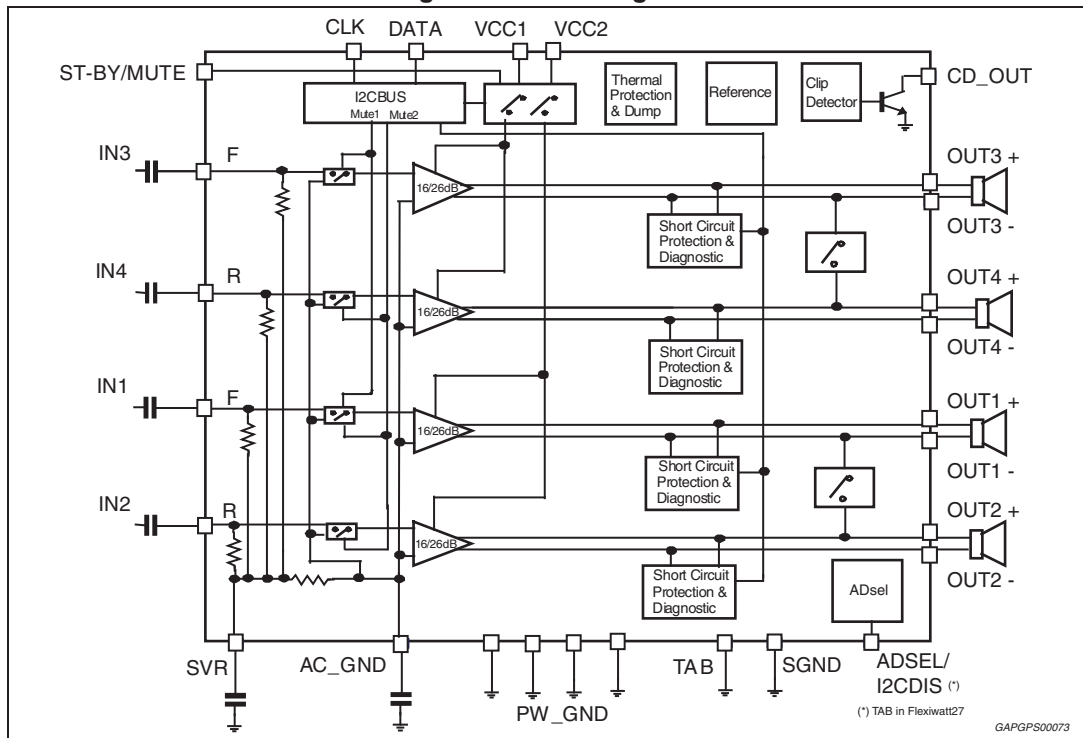 CLK DATA VCC1 VCC2
ST-BY/MUTE
I2CBUS
Mute1 Mute2
Thermal
Protection
& Dump
Reference
Clip
Detector
CD_OUT
IN3
F
16/26dB
OUT3 +
OUT3 -
Short Circuit
Protection &
Diagnostic
IN4
R
16/26dB
OUT4 +
OUT4 -
Short Circuit
Protection &
Diagnostic
IN1
F
16/26dB
OUT1 +
OUT1 -
Short Circuit
Protection &
Diagnostic
IN2
R
16/26dB
OUT2 +
OUT2 -
Short Circuit
Protection &
Diagnostic
ADsel
SVR
AC_GND
PW_GND
TAB
SGND
ADSEL/
I2CDIS (*)
(*) TAB in Flexiwatt27
GAPGPS00073